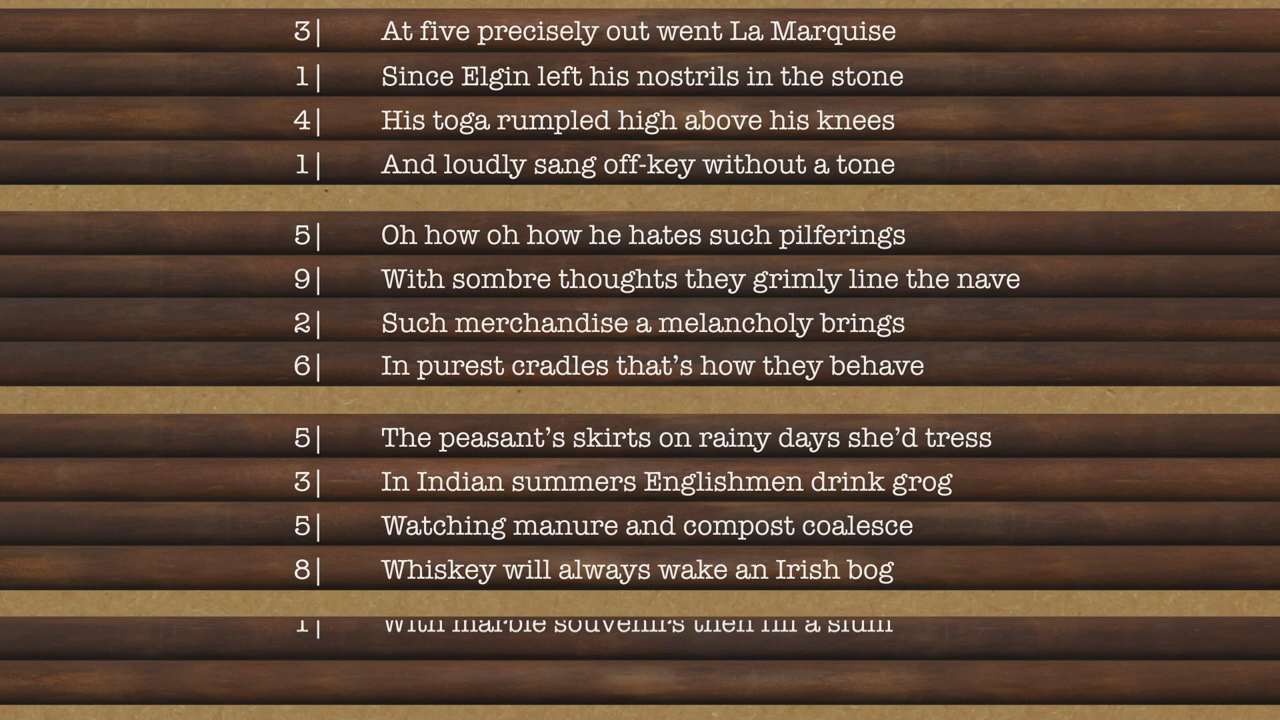 3| At five precisely out went La Marquise
1| Since Elgin left his nostrils in the stone
4| His toga rumpled high above his knees
1| And loudly sang off-key without a tone
5| Oh how oh how he hates such pilferings
9| With sombre thoughts they grimly line the nave
2| Such merchandise a melancholy brings
6| In purest cradles that’s how they behave
5| The peasant’s skirts on rainy days she’d tress
3| In Indian summers Englishmen drink grog
5| Watching manure and compost coalesce
8| Whiskey will always wake an Irish bog
1| With marble souvenirs then fill a slum